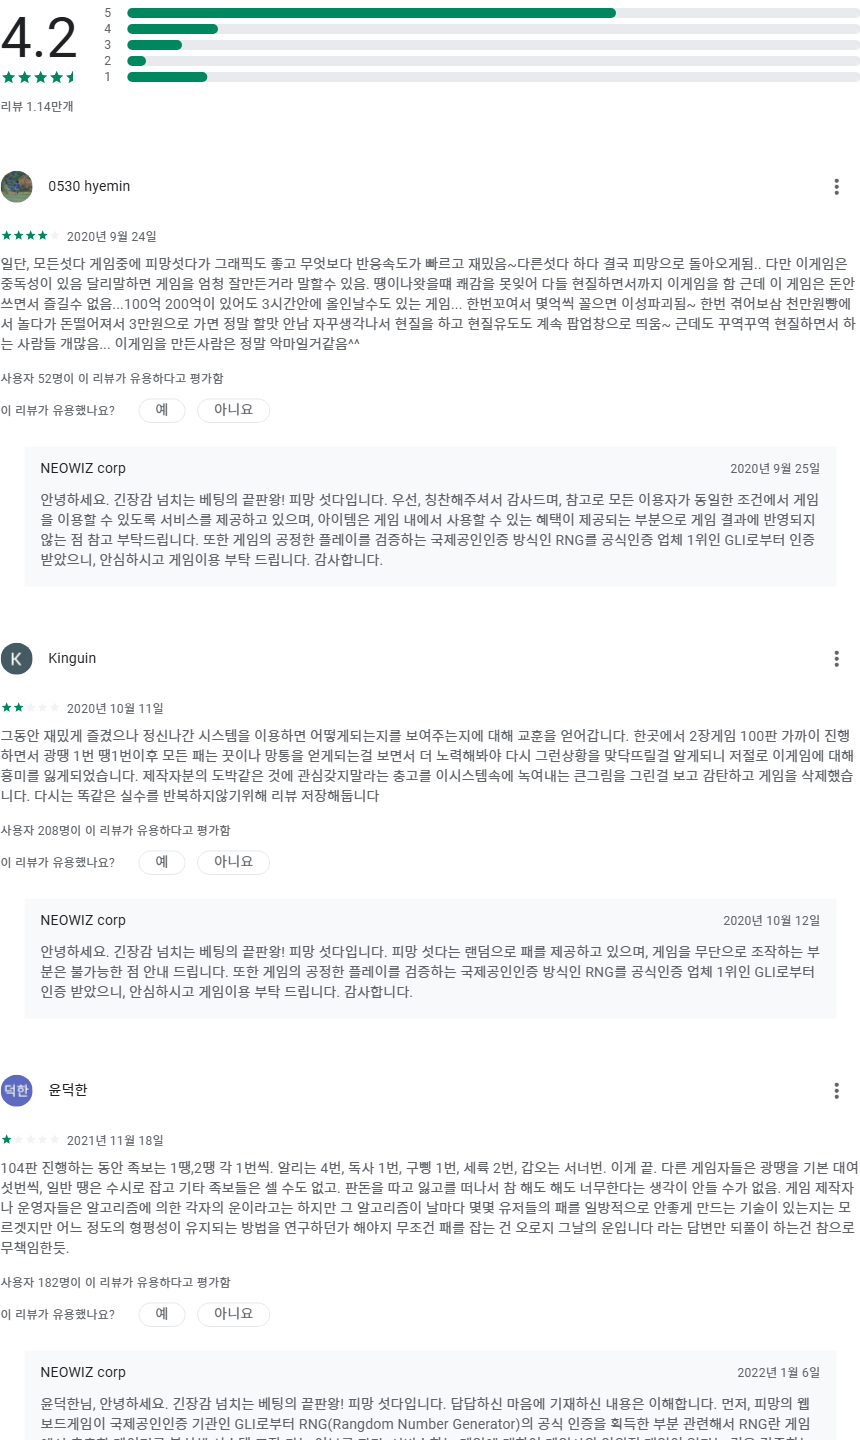 4.2
5
4
3
2
1
리뷰 1.14만개
0530 hyemin
2020년 9월 24일
일단, 모든섯다 게임중에 피망섯다가 그래픽도 좋고 무엇보다 반응속도가 빠르고 재밌음~다른섯다 하다 결국 피망으로 돌아오게됨.. 다만 이게임은
중독성이 있음 달리말하면 게임을 엄청 잘만든거라 말할수 있음. 떙이나왓을때 쾌감을 못잊어 다들 현질하면서까지 이게임을 함 근데 이 게임은 돈안
쓰면서 즐길수 없음...100억 200억이 있어도 3시간안에 올인날수도 있는 게임... 한번꼬여서 몇억씩 꼴으면 이성파괴됨~ 한번 겪어보삼 천만원빵에
서 놀다가 돈떨어져서 3만원으로 가면 정말 할맛 안남 자꾸생각나서 현질을 하고 현질유도도 계속 팝업창으로 띄움~ 근데도 꾸역꾸역 현질하면서 하
는 사람들 개많음... 이게임을 만든사람은 정말 악마일거같음^^
사용자 52명이 이 리뷰가 유용하다고 평가함
이 리뷰가 유용했나요? 예 아니요
NEOWIZ corp 2020년 9월 25일
안녕하세요. 긴장감 넘치는 베팅의 끝판왕! 피망 섯다입니다. 우선, 칭찬해주셔서 감사드며, 참고로 모든 이용자가 동일한 조건에서 게임
을 이용할 수 있도록 서비스를 제공하고 있으며, 아이템은 게임 내에서 사용할 수 있는 혜택이 제공되는 부분으로 게임 결과에 반영되지
않는 점 참고 부탁드립니다. 또한 게임의 공정한 플레이를 검증하는 국제공인인증 방식인 RNG를 공식인증 업체 1위인 GLI로부터 인증
받았으니, 안심하시고 게임이용 부탁 드립니다. 감사합니다.
K
Kinguin
2020년 10월 11일
그동안 재밌게 즐겼으나 정신나간 시스템을 이용하면 어떻게되는지를 보여주는지에 대해 교훈을 얻어갑니다. 한곳에서 2장게임 100판 가까이 진행
하면서 광땡 1번 땡1번이후 모든 패는 끗이나 망통을 얻게되는걸 보면서 더 노력해봐야 다시 그런상황을 맞닥뜨릴걸 알게되니 저절로 이게임에 대해
흥미를 잃게되었습니다. 제작자분의 도박같은 것에 관심갖지말라는 충고를 이시스템속에 녹여내는 큰그림을 그린걸 보고 감탄하고 게임을 삭제했습
니다. 다시는 똑같은 실수를 반복하지않기위해 리뷰 저장해둡니다
사용자 208명이 이 리뷰가 유용하다고 평가함
이 리뷰가 유용했나요? 예 아니요
NEOWIZ corp 2020년 10월 12일
안녕하세요. 긴장감 넘치는 베팅의 끝판왕! 피망 섯다입니다. 피망 섯다는 랜덤으로 패를 제공하고 있으며, 게임을 무단으로 조작하는 부
분은 불가능한 점 안내 드립니다. 또한 게임의 공정한 플레이를 검증하는 국제공인인증 방식인 RNG를 공식인증 업체 1위인 GLI로부터
인증 받았으니, 안심하시고 게임이용 부탁 드립니다. 감사합니다.
덕한
윤덕한
2021년 11월 18일
104판 진행하는 동안 족보는 1땡,2땡 각 1번씩. 알리는 4번, 독사 1번, 구삥 1번, 세륙 2번, 갑오는 서너번. 이게 끝. 다른 게임자들은 광땡을 기본 대여
섯번씩, 일반 땡은 수시로 잡고 기타 족보들은 셀 수도 없고. 판돈을 따고 잃고를 떠나서 참 해도 해도 너무한다는 생각이 안들 수가 없음. 게임 제작자
나 운영자들은 알고리즘에 의한 각자의 운이라고는 하지만 그 알고리즘이 날마다 몇몇 유저들의 패를 일방적으로 안좋게 만드는 기술이 있는지는 모
르겟지만 어느 정도의 형평성이 유지되는 방법을 연구하던가 해야지 무조건 패를 잡는 건 오로지 그날의 운입니다 라는 답변만 되풀이 하는건 참으로
무책임한듯.
사용자 182명이 이 리뷰가 유용하다고 평가함
이 리뷰가 유용했나요? 예 아니요
NEOWIZ corp 2022년 1월 6일
윤덕한님, 안녕하세요. 긴장감 넘치는 베팅의 끝판왕! 피망 섯다입니다. 답답하신 마음에 기재하신 내용은 이해합니다. 먼저, 피망의 웹
보드게임이 국제공인인증 기관인 GLI로부터 RNG(Rangdom Number Generator)의 공식 인증을 획득한 부분 관련해서 RNG란 게임